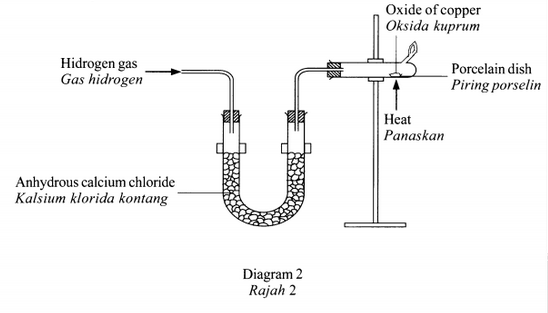 Oxide of copper
Oksida kuprum
Hidrogen gas
Gas hidrogen
Porcelain dish
Piring porselin
Heat
Panaskan
Anhydrous calcium chloride
Kalsium klorida kontang
Diagram 2
Rajah 2